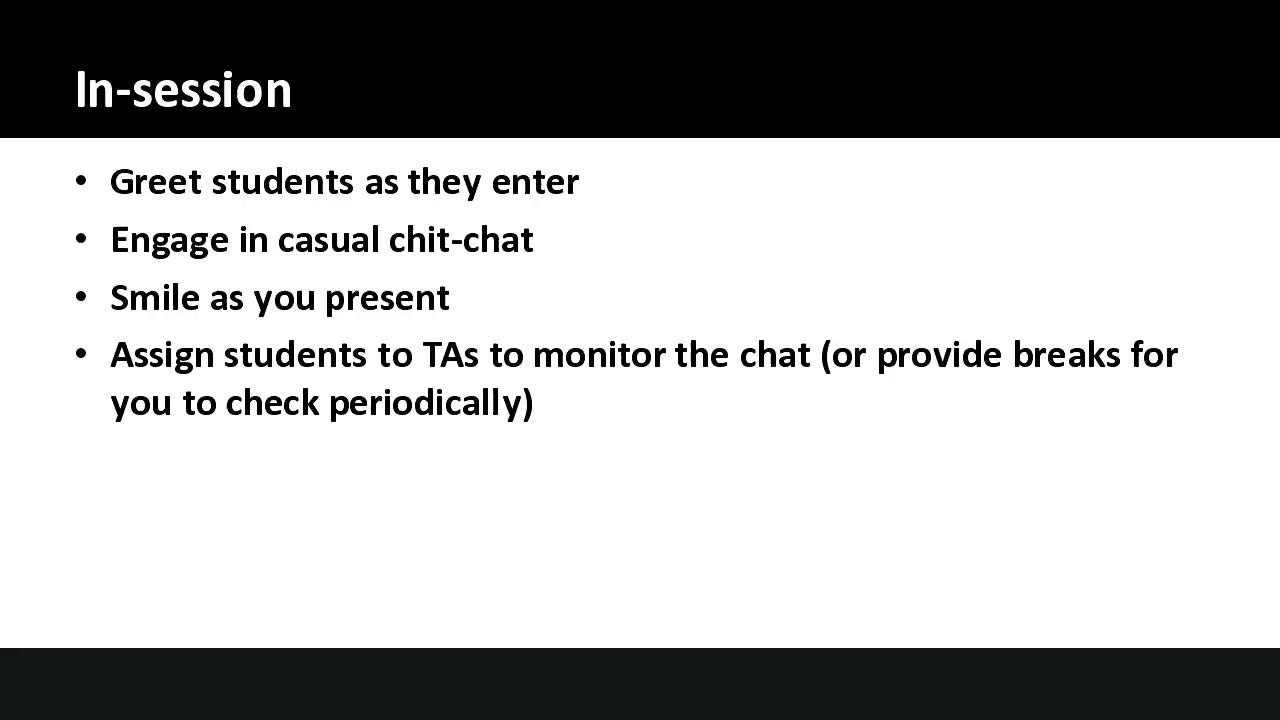 In-session
• Greet students as they enter
• Engage in casual chit-chat
• Smile as you present
• Assign students to TAs to monitor the chat (or provide breaks for
you to check periodically)